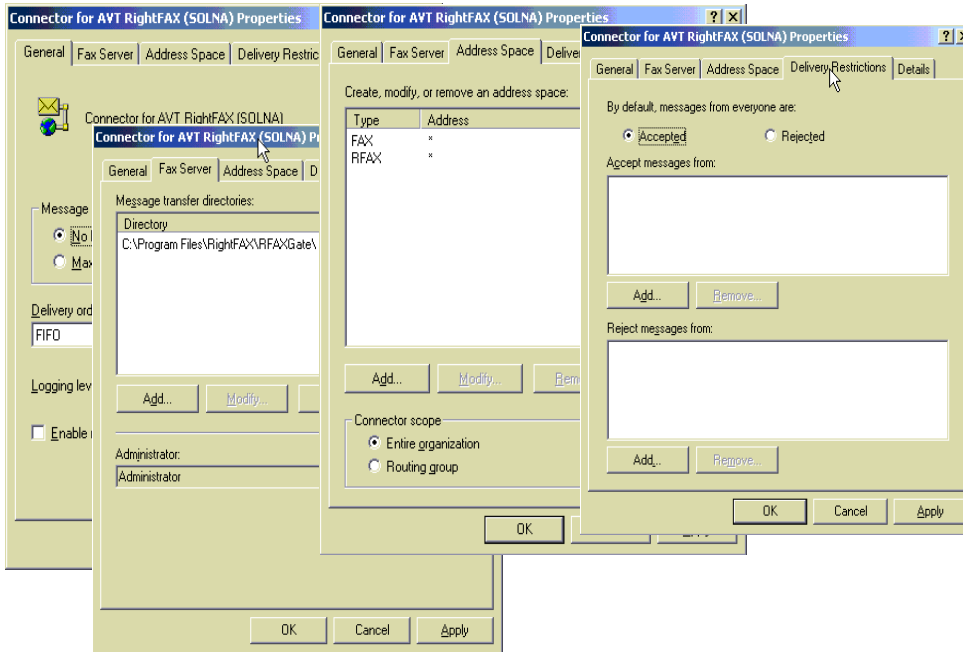 Connector for AVT RightFAX (SOLNA) Properties
General Fax Server Address Space Delivery Restric
Connector for AVT RightFAX (SOLNA)
Message
No
Max
Delivery ord
FIFO
Logging lev
Enable
Connector for AVT RightFAX (SOLNA) P
General Fax Server Address Space D
Message transfer directories:
Directory
C:\Program Files\RightFAX\RFAXGate\
Add... Modify...
Administrator:
Administrator
OK Cancel Apply
Connector for AVT RightFAX (SOLNA) Properties
General Fax Server Address Space Deliver
Create, modify, or remove an address space:
Type Address
FAX *
RFAX *
Add... Modify... Rem
Connector scope
Entire organization
Routing group
OK
Connector for AVT RightFAX (SOLNA) Properties
General Fax Server Address Space Delivery Restrictions Details
By default, messages from everyone are:
Accepted Rejected
Accept messages from:
Add... Remove...
Reject messages from:
Add... Remove...
OK Cancel Apply